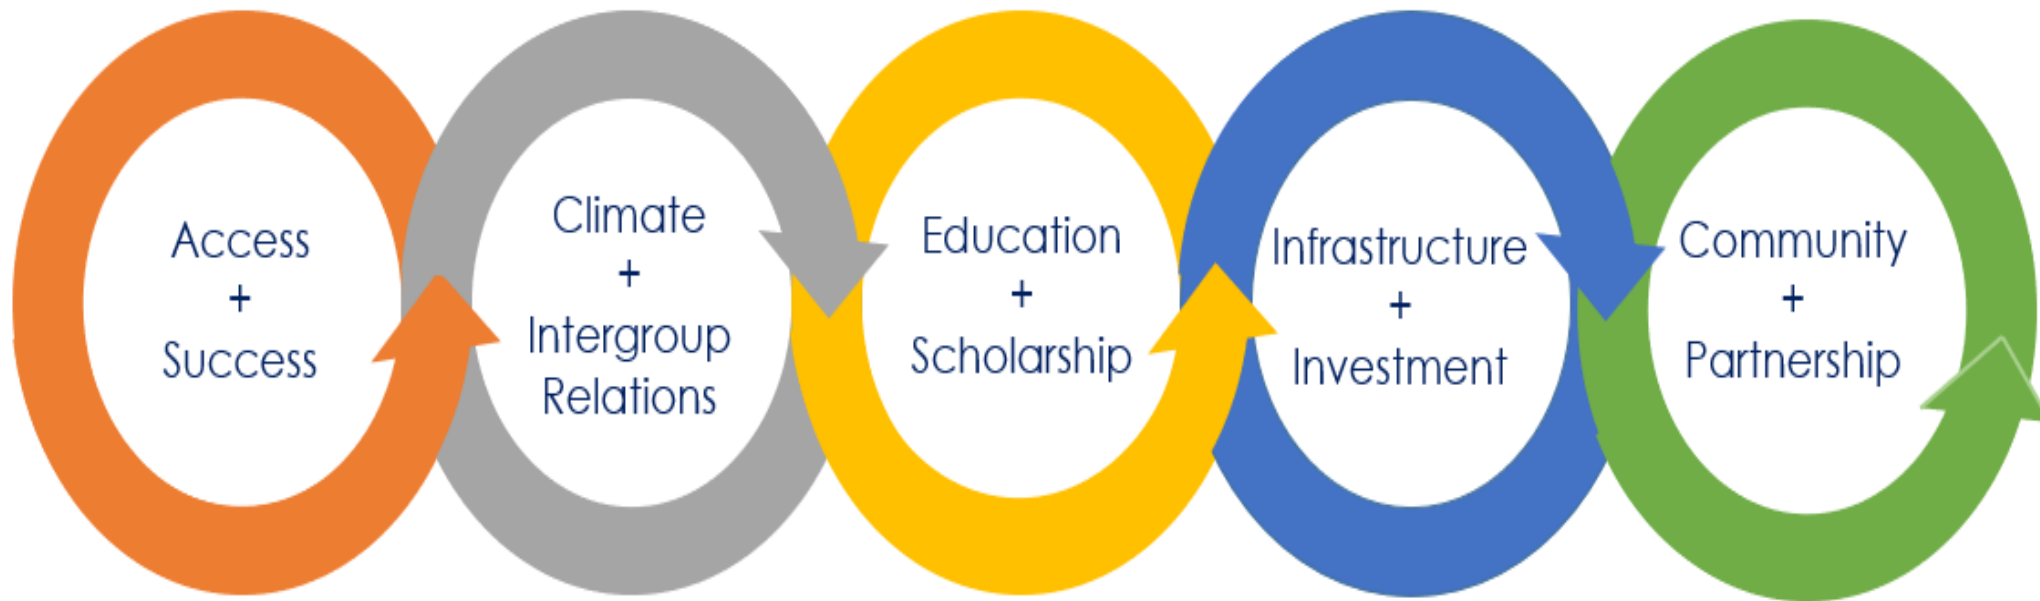 Access
+
Success
Climate
+
Intergroup
Relations
Education
+
Scholarship
Infrastructure
+
Investment
Community
+
Partnership